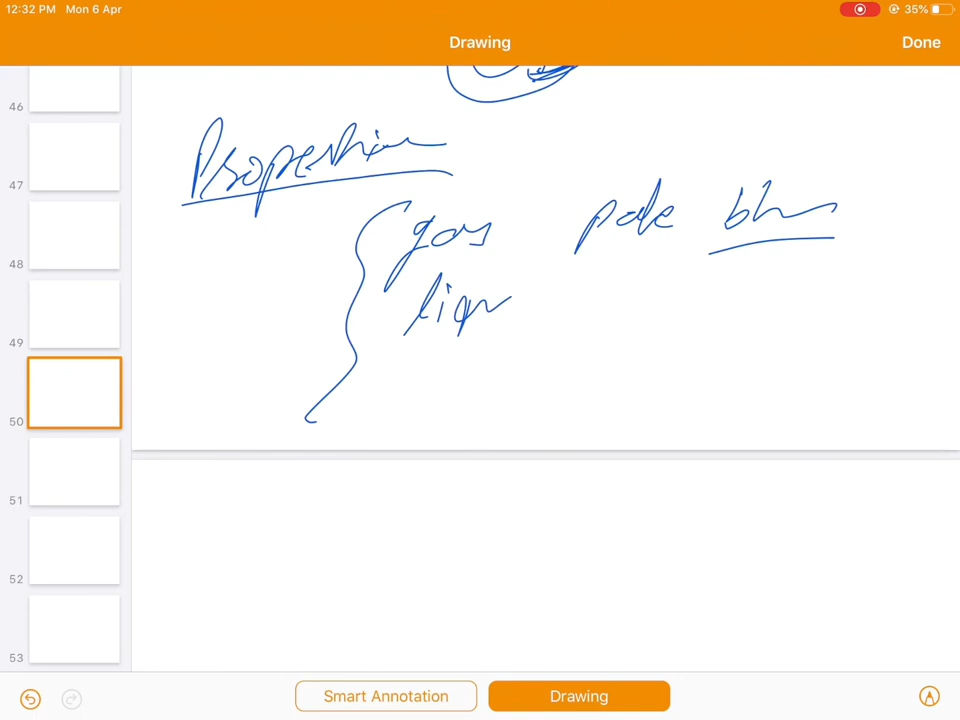 12:32 PM Mon 6 Apr
35%
Drawing
Done
46
Properties
47
gas pale blue
48
liqu
49
50
51
52
53
Smart Annotation
Drawing